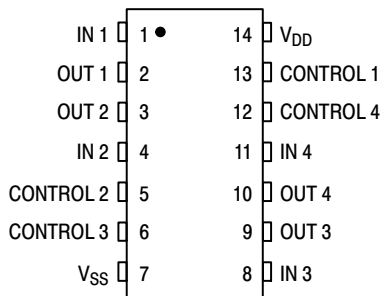 IN 1 1 14 V_DD
OUT 1 2 13 CONTROL 1
OUT 2 3 12 CONTROL 4
IN 2 4 11 IN 4
CONTROL 2 5 10 OUT 4
CONTROL 3 6 9 OUT 3
V_SS 7 8 IN 3